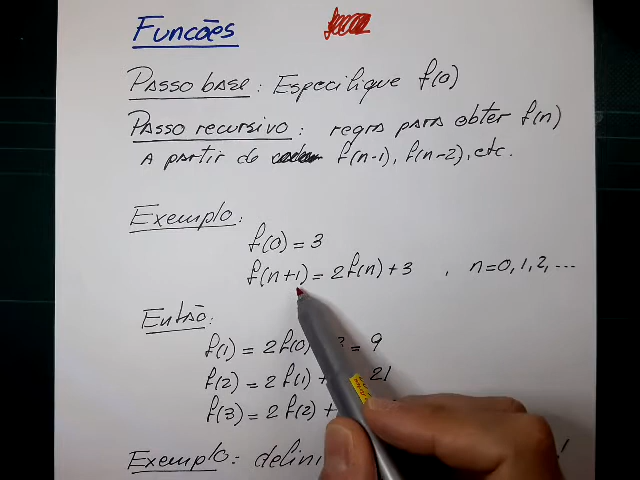 Funcões
Passo base: Especifique f(0)
Passo recursivo: regra para obter f(n)
a partir de f(n-1), f(n-2), etc.
Exemplo:
f(0) = 3
f(n+1) = 2f(n) + 3 , n=0, 1, 2, ...
Então:
f(1) = 2f(0) = 9
f(2) = 2f(1) + 21
f(3) = 2f(2) +
Exemplo: defini